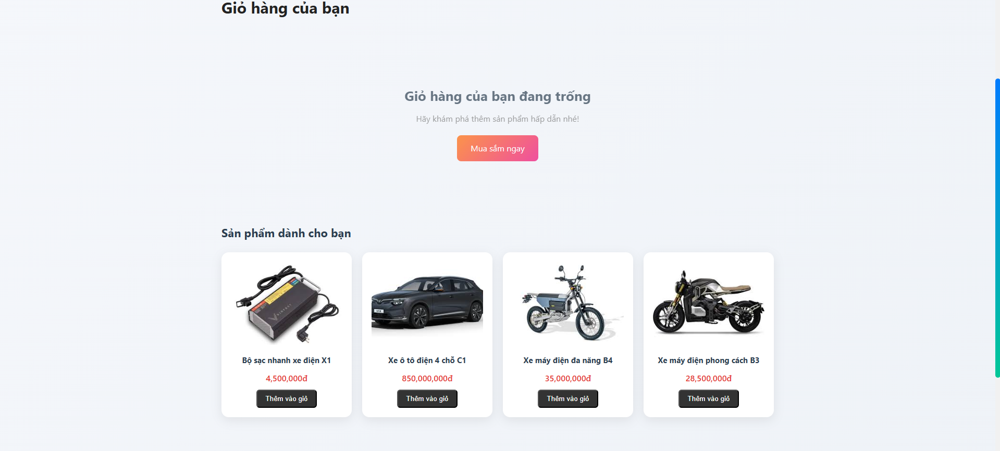 Giỏ hàng của bạn
Giỏ hàng của bạn đang trống
Hãy khám phá thêm sản phẩm hấp dẫn nhé!
Mua sắm ngay
Sản phẩm dành cho bạn
VINFAST
Bộ sạc nhanh xe điện X1
4,500,000đ
Thêm vào giỏ
Xe ô tô điện 4 chỗ C1
850,000,000đ
Thêm vào giỏ
Xe máy điện đa năng B4
35,000,000đ
Thêm vào giỏ
Xe máy điện phong cách B3
28,500,000đ
Thêm vào giỏ